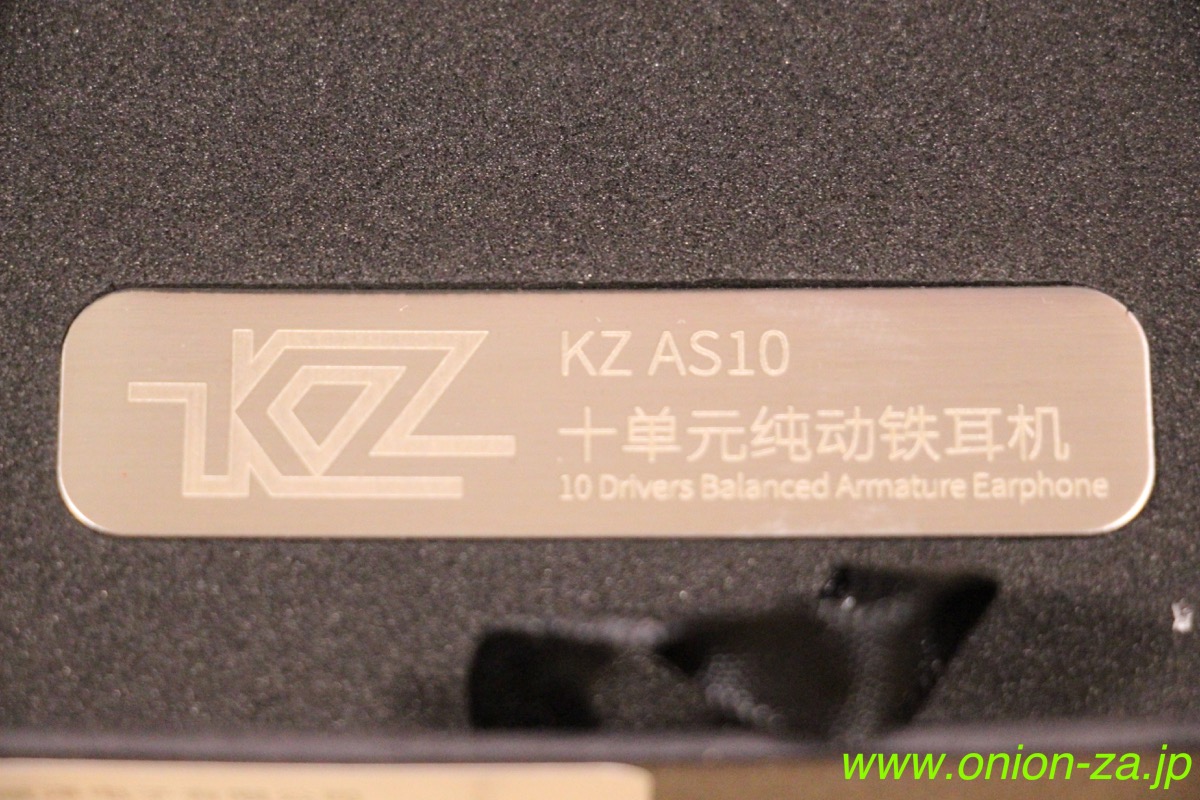 KZ
KZ AS10
十单元纯动铁耳机
10 Drivers Balanced Armature Earphone
www.onion-za.jp